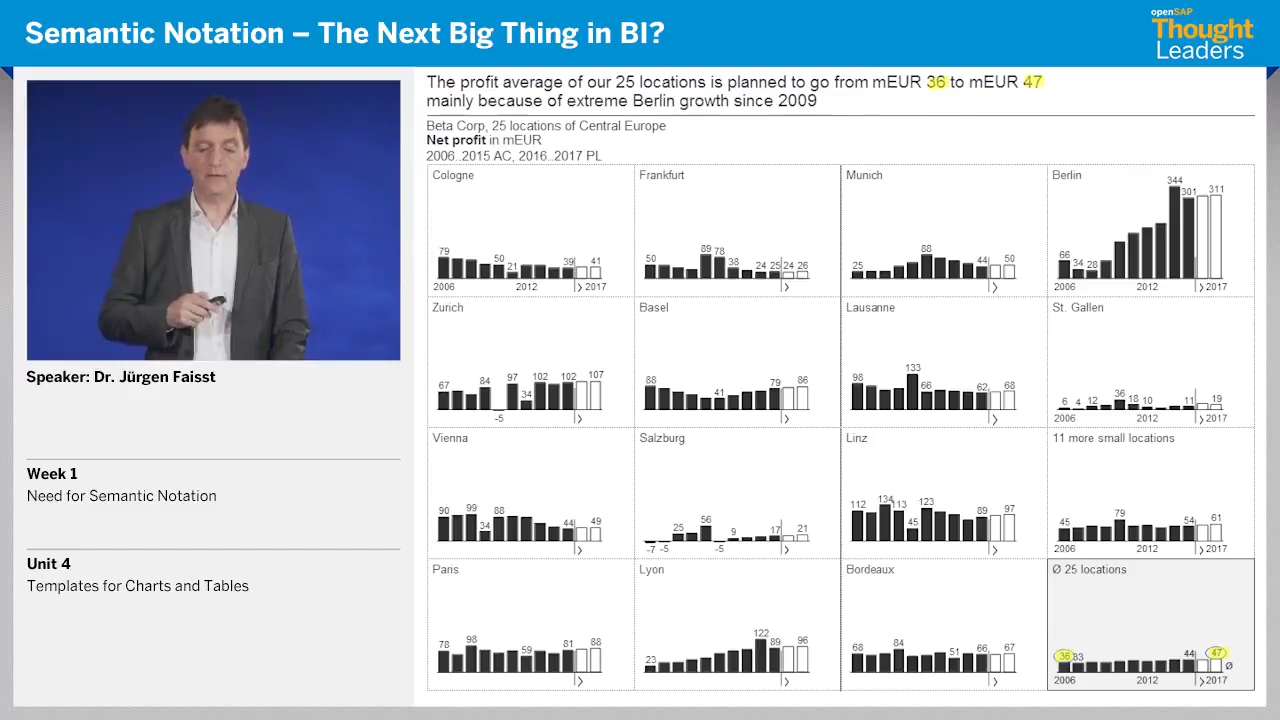 Semantic Notation – The Next Big Thing in BI?
openSAP
Thought
Leaders
Speaker: Dr. Jürgen Faisst
Week 1
Need for Semantic Notation
Unit 4
Templates for Charts and Tables
The profit average of our 25 locations is planned to go from mEUR 36 to mEUR 47
mainly because of extreme Berlin growth since 2009
Beta Corp, 25 locations of Central Europe
Net profit in mEUR
2006..2015 AC, 2016..2017 PL
Cologne
79 50 21 39 41
2006 2012 2017
Frankfurt
50 89 78 38 24 25 24 26
Munich
25 88 44 50
Berlin
66 34 28 344 301 311
2006 2012 2017
Zurich
67 84 -5 97 34 102 102 107
Basel
88 41 79 86
Lausanne
98 133 66 62 68
St. Gallen
6 4 12 36 18 10 11 19
2006 2012 2017
Vienna
90 99 34 88 44 49
Salzburg
-7 -5 25 56 -5 9 17 21
Linz
112 134 113 45 123 89 97
11 more small locations
45 79 54 61
2006 2012 2017
Paris
78 98 59 81 88
Lyon
23 122 89 96
Bordeaux
68 84 51 66 67
Ø 25 locations
36 83 44 47 Ø
2006 2012 2017